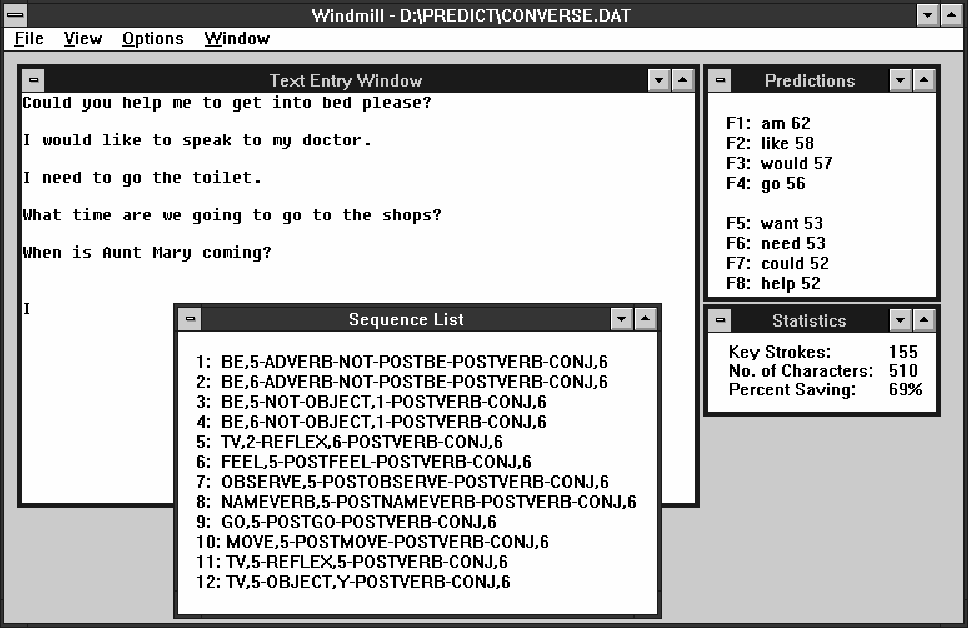 Windmill - D:\PREDICT\CONVERSE.DAT
File View Options Window
Text Entry Window
Could you help me to get into bed please?
I would like to speak to my doctor.
I need to go the toilet.
What time are we going to go to the shops?
When is Aunt Mary coming?
I
Predictions
F1: am 62
F2: like 58
F3: would 57
F4: go 56
F5: want 53
F6: need 53
F7: could 52
F8: help 52
Sequence List
1: BE,5-ADVERB-NOT-POSTBE-POSTVERB-CONJ,6
2: BE,6-ADVERB-NOT-POSTBE-POSTVERB-CONJ,6
3: BE,5-NOT-OBJECT,1-POSTVERB-CONJ,6
4: BE,6-NOT-OBJECT,1-POSTVERB-CONJ,6
5: TV,2-REFLEX,6-POSTVERB-CONJ,6
6: FEEL,5-POSTFEEL-POSTVERB-CONJ,6
7: OBSERVE,5-POSTOBSERVE-POSTVERB-CONJ,6
8: NAMEVERB,5-POSTNAMEVERB-POSTVERB-CONJ,6
9: GO,5-POSTGO-POSTVERB-CONJ,6
10: MOVE,5-POSTMOVE-POSTVERB-CONJ,6
11: TV,5-REFLEX,5-POSTVERB-CONJ,6
12: TV,5-OBJECT,Y-POSTVERB-CONJ,6
Statistics
Key Strokes: 155
No. of Characters: 510
Percent Saving: 69%